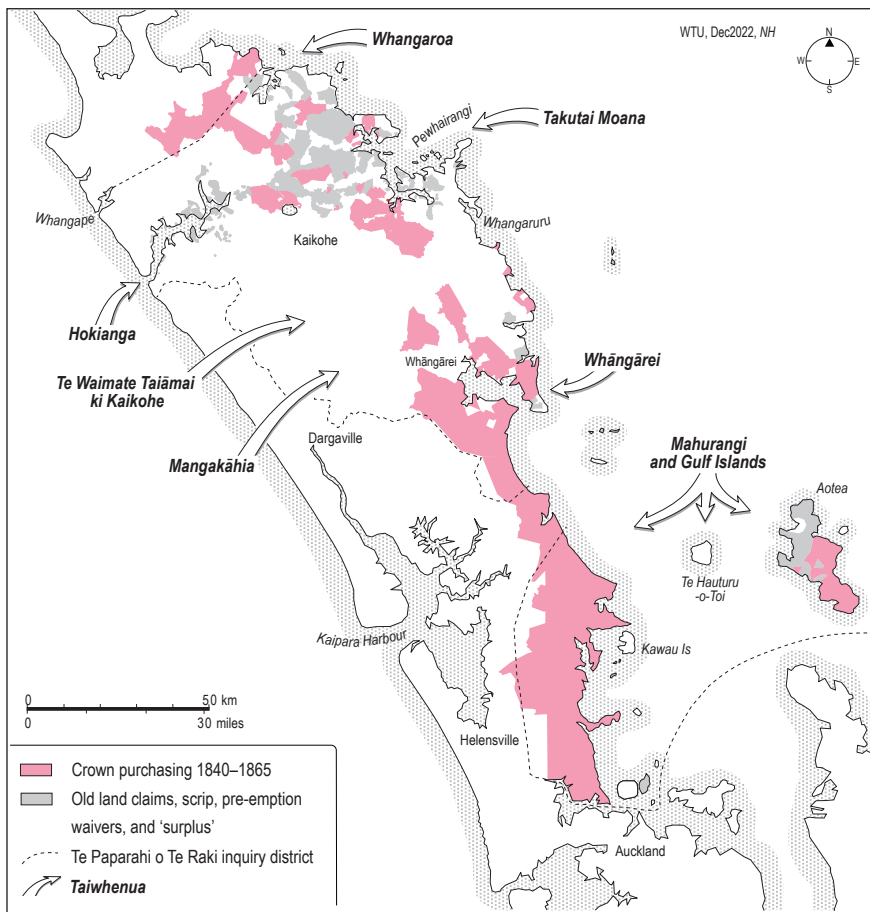 Whangaroa
WTU, Dec2022, NH
N
W
E
S
Takutai Moana
Pewhairangi
Whangape
Whangaruru
Kaikohe
Hokianga
Te Waimate Taiāmai
ki Kaikohe
Whāngārei
Whāngārei
Mangakāhia
Dargaville
Mahurangi
and Gulf Islands
Aotea
Te Hauturu
-o-Toi
Kaipara Harbour
Kawau Is
0 50 km
0 30 miles
Helensville
Crown purchasing 1840–1865
Old land claims, scrip, pre-emption
waivers, and ‘surplus’
Te Paparahi o Te Raki inquiry district
Taiwhenua
Auckland